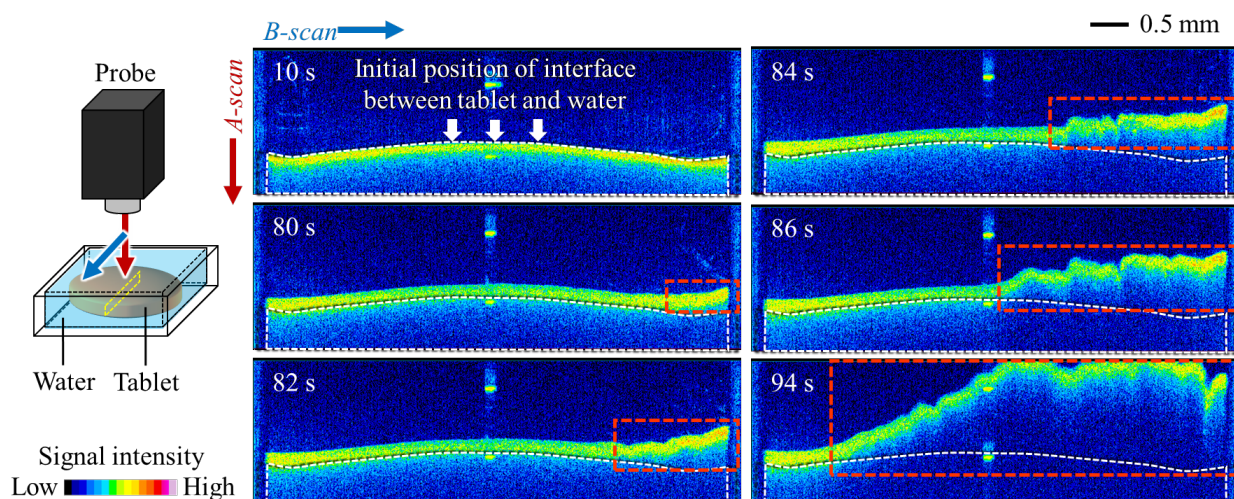 B-scan
0.5 mm
Probe
A-scan
10 s
Initial position of interface
between tablet and water
84 s
80 s
86 s
Water
Tablet
82 s
94 s
Signal intensity
Low
High